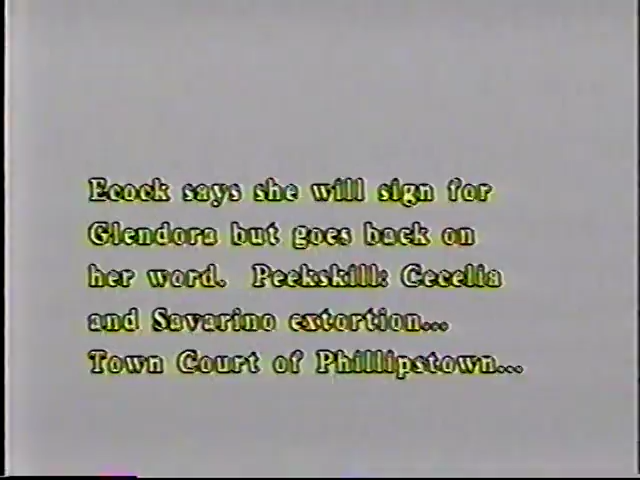 Ecock says she will sign for
Glendora but goes back on
her word.  Peekskill: Cecelia
and Savarino extortion...
Town Court of Phillipstown...